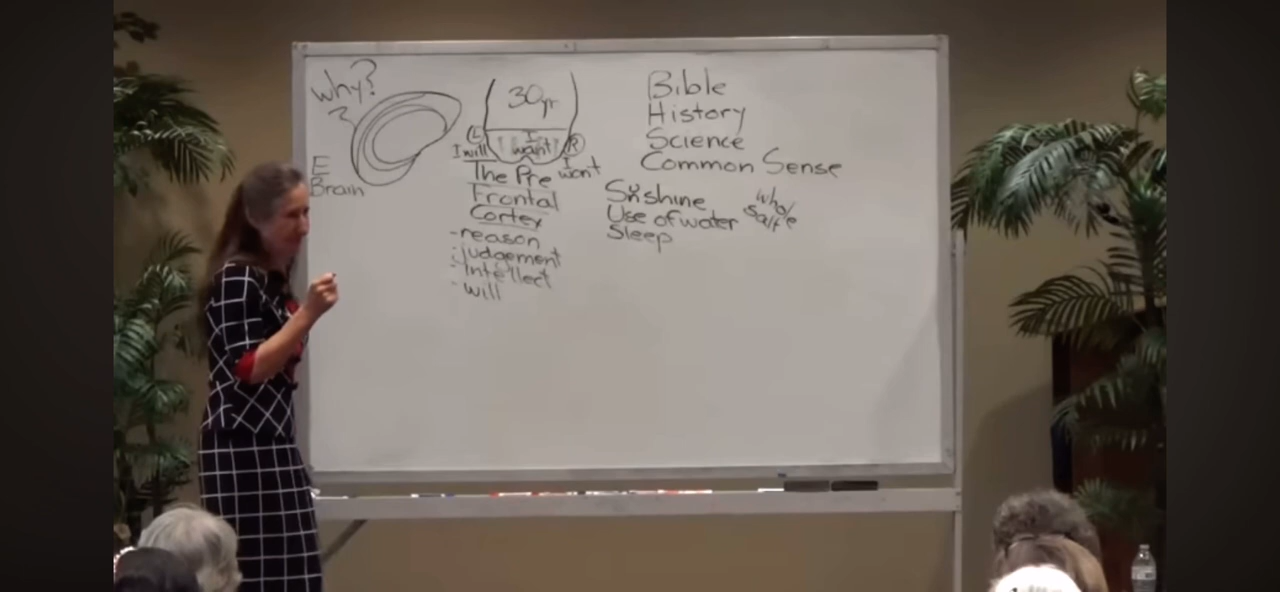 Why?
?
E
Brain
30yr
I
want
L
R
I will
I wont
The Pre
Frontal
Cortex
- reason
- judgement
- Intellect
- will
Bible
History
Science
Common Sense
Sunshine
Use of water
Sleep
whole
salt